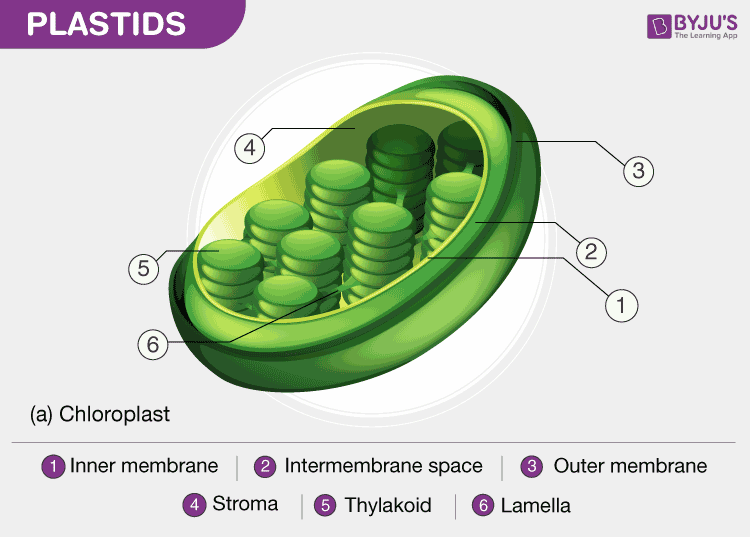 PLASTIDS
BYJU'S
The Learning App
4
3
2
5
1
6
(a) Chloroplast
1 Inner membrane 2 Intermembrane space 3 Outer membrane
4 Stroma 5 Thylakoid 6 Lamella